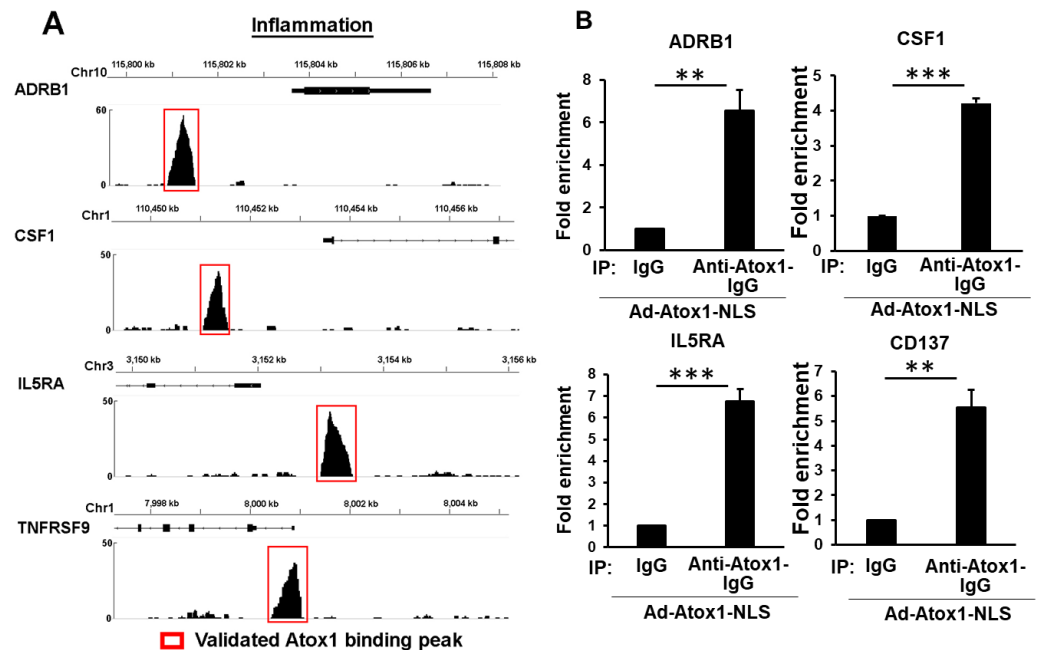 A
Inflammation
Chr10 115,800 kb 115,802 kb 115,804 kb 115,806 kb 115,808 kb
ADRB1
60
0
Chr1 110,450 kb 110,452 kb 110,454 kb 110,456 kb
CSF1
50
0
Chr3 3,150 kb 3,152 kb 3,154 kb 3,156 kb
IL5RA
50
0
Chr1 7,998 kb 8,000 kb 8,002 kb 8,004 kb
TNFRSF9
50
0
Validated Atox1 binding peak
B
ADRB1
Fold enrichment
8
6
4
2
0
**
IP: IgG Anti-Atox1-
IgG
Ad-Atox1-NLS
CSF1
Fold enrichment
5
4
3
2
1
0
***
IP: IgG Anti-Atox1-
IgG
Ad-Atox1-NLS
IL5RA
Fold enrichment
8
7
6
5
4
3
2
1
0
***
IP: IgG Anti-Atox1-
IgG
Ad-Atox1-NLS
CD137
Fold enrichment
7
6
5
4
3
2
1
0
**
IP: IgG Anti-Atox1-
IgG
Ad-Atox1-NLS